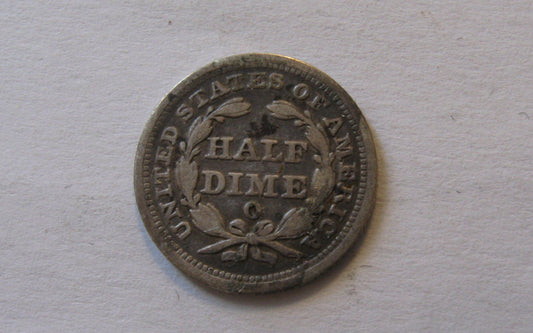 UNITED STATES OF AMERICA
HALF
DIME
O